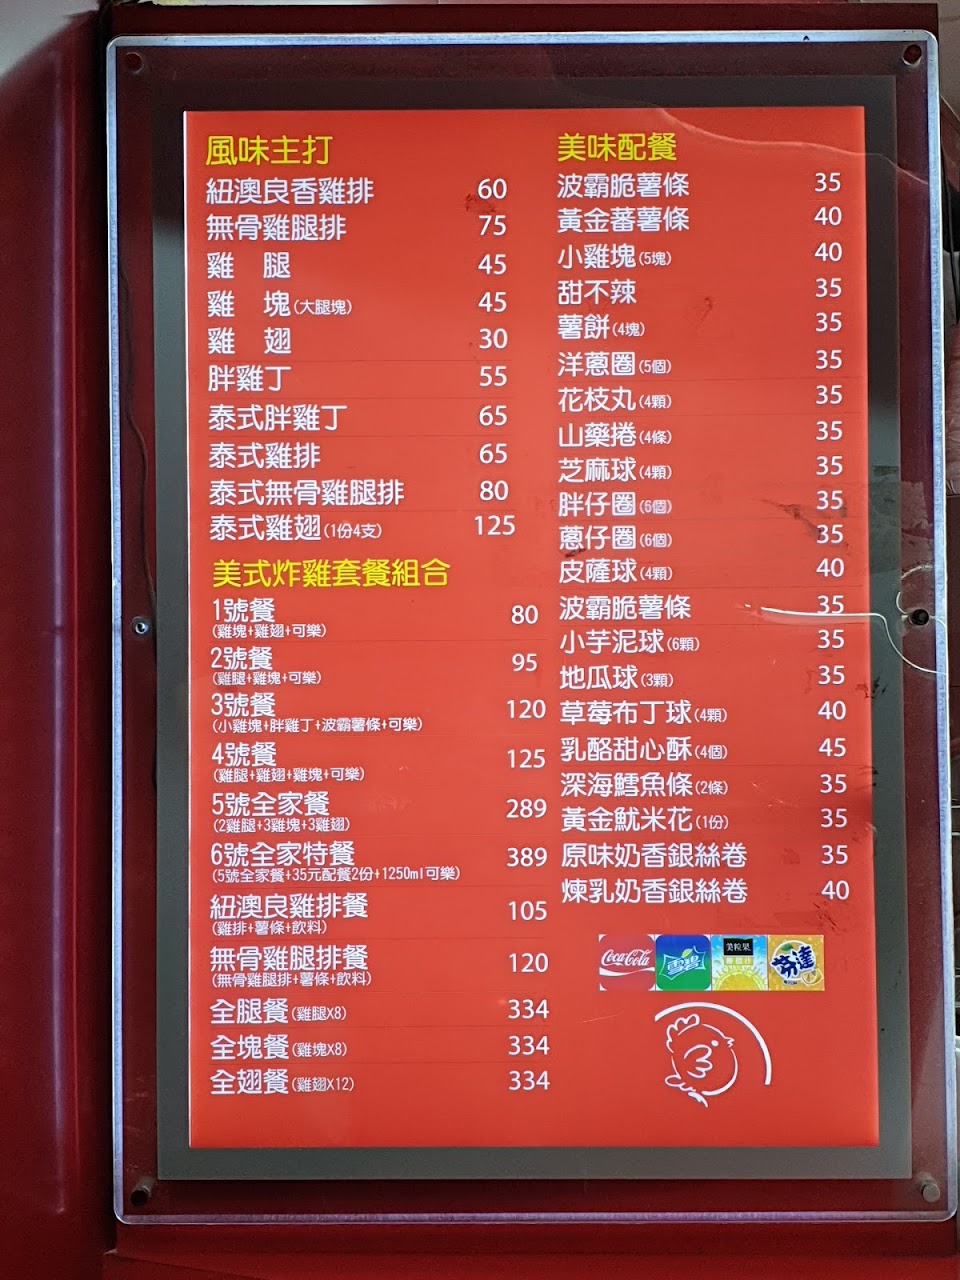 風味主打
紐澳良香雞排 60
無骨雞腿排 75
雞 腿 45
雞 塊(大腿塊) 45
雞 翅 30
胖雞丁 55
泰式胖雞丁 65
泰式雞排 65
泰式無骨雞腿排 80
泰式雞翅(1份4支) 125
美式炸雞套餐組合
1號餐 80
(雞塊+雞翅+可樂)
2號餐 95
(雞腿+雞塊+可樂)
3號餐 120
(小雞塊+胖雞丁+波霸薯條+可樂)
4號餐 125
(雞腿+雞翅+雞塊+可樂)
5號全家餐 289
(2雞腿+3雞塊+3雞翅)
6號全家特餐 389
(5號全家餐+35元配餐2份+1250ml可樂)
紐澳良雞排餐 105
(雞排+薯條+飲料)
無骨雞腿排餐 120
(無骨雞腿排+薯條+飲料)
全腿餐(雞腿X8) 334
全塊餐(雞塊X8) 334
全翅餐(雞翅X12) 334
美味配餐
波霸脆薯條 35
黃金蕃薯條 40
小雞塊(5塊) 40
甜不辣 35
薯餅(4塊) 35
洋蔥圈(5個) 35
花枝丸(4顆) 35
山藥捲(4條) 35
芝麻球(4顆) 35
胖仔圈(6個) 35
蔥仔圈(6個) 35
皮薩球(4顆) 40
波霸脆薯條 35
小芋泥球(6顆) 35
地瓜球(3顆) 35
草莓布丁球(4顆) 40
乳酪甜心酥(4個) 45
深海鱈魚條(2條) 35
黃金魷米花(1份) 35
原味奶香銀絲卷 35
煉乳奶香銀絲卷 40
Coca-Cola
雪碧
美粒果
芬達